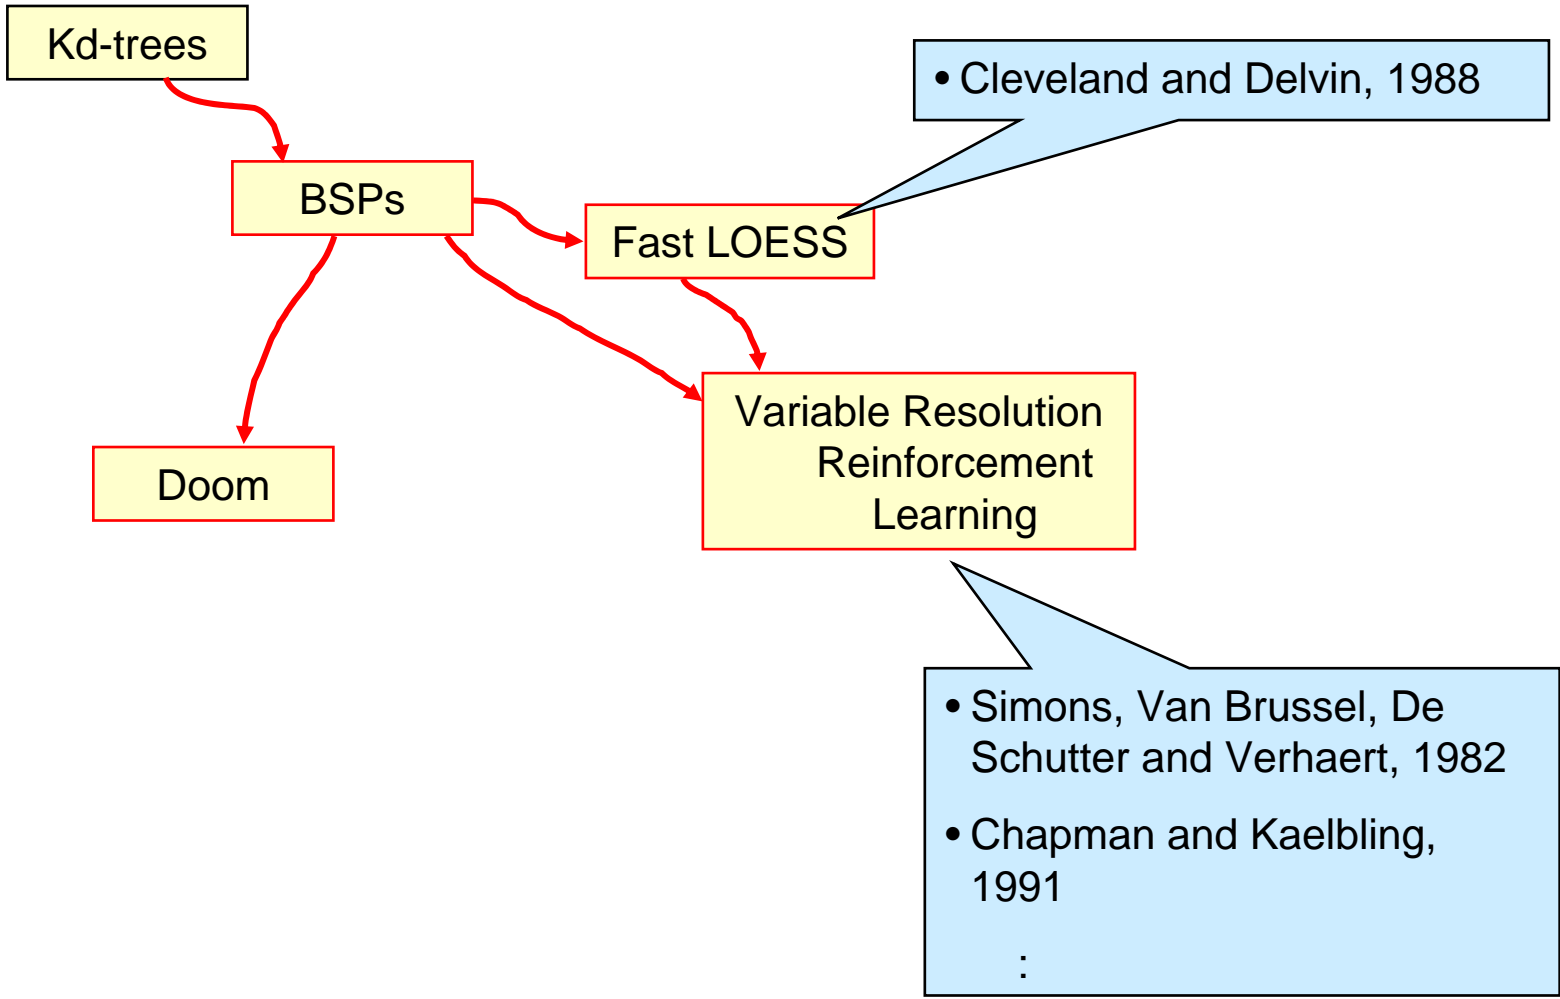 Kd-trees
• Cleveland and Delvin, 1988
BSPs
Fast LOESS
Variable Resolution
Reinforcement
Learning
Doom
• Simons, Van Brussel, De
Schutter and Verhaert, 1982
• Chapman and Kaelbling,
1991
: